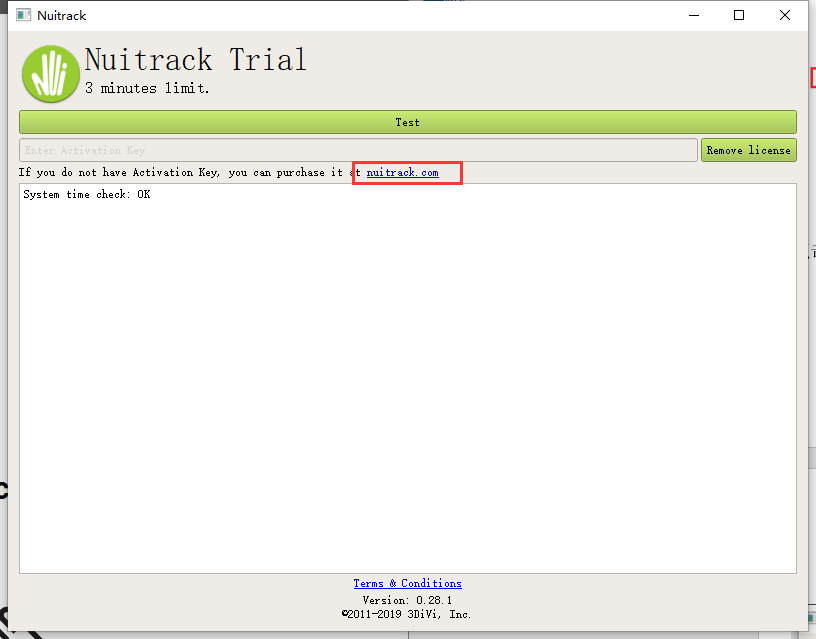 Nuitrack
Nuitrack Trial
3 minutes limit.
Test
Enter Activation Key
Remove license
If you do not have Activation Key, you can purchase it at nuitrack.com
System time check: OK
Terms & Conditions
Version: 0.28.1
©2011-2019 3DiVi, Inc.